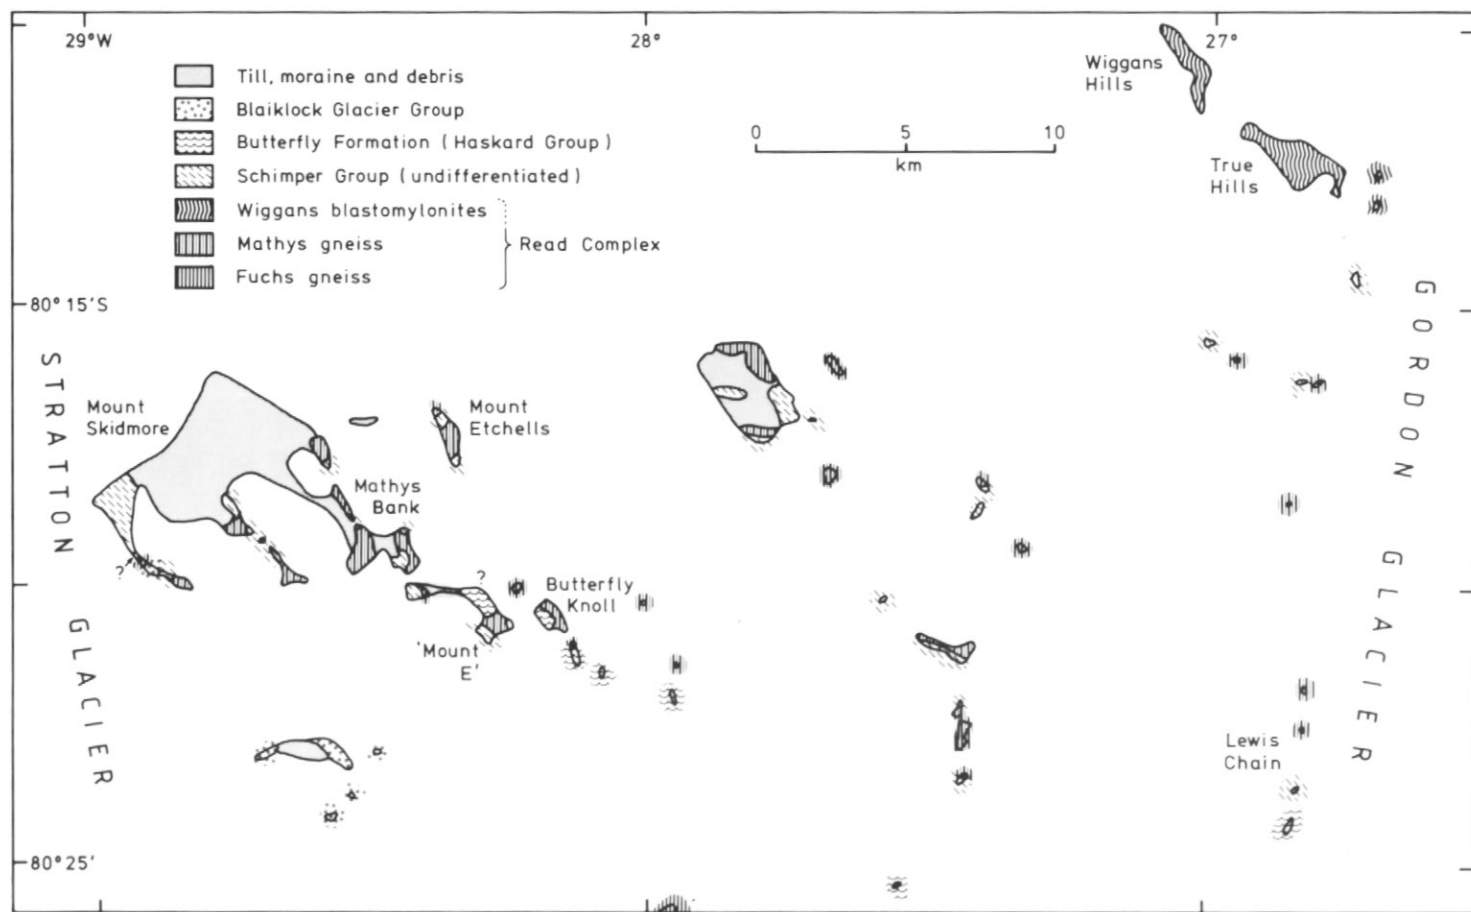 29°W
28°
27°
Till, moraine and debris
Blaiklock Glacier Group
Butterfly Formation (Haskard Group)
Schimper Group (undifferentiated)
Wiggans blastomylonites
Mathys gneiss
Fuchs gneiss
Read Complex
0 5 10
km
Wiggans
Hills
True
Hills
80°15'S
STRATTON GLACIER
GORDON GLACIER
Mount
Skidmore
Mount
Etchells
Mathys
Bank
?
?
Butterfly
Knoll
'Mount
E'
Lewis
Chain
80°25'